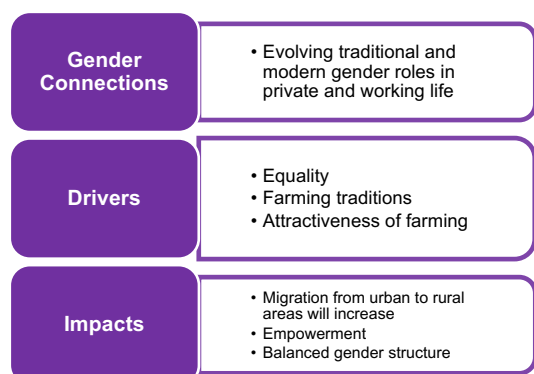 Gender
Connections
• Evolving traditional and
modern gender roles in
private and working life
Drivers
• Equality
• Farming traditions
• Attractiveness of farming
Impacts
• Migration from urban to rural
areas will increase
• Empowerment
• Balanced gender structure